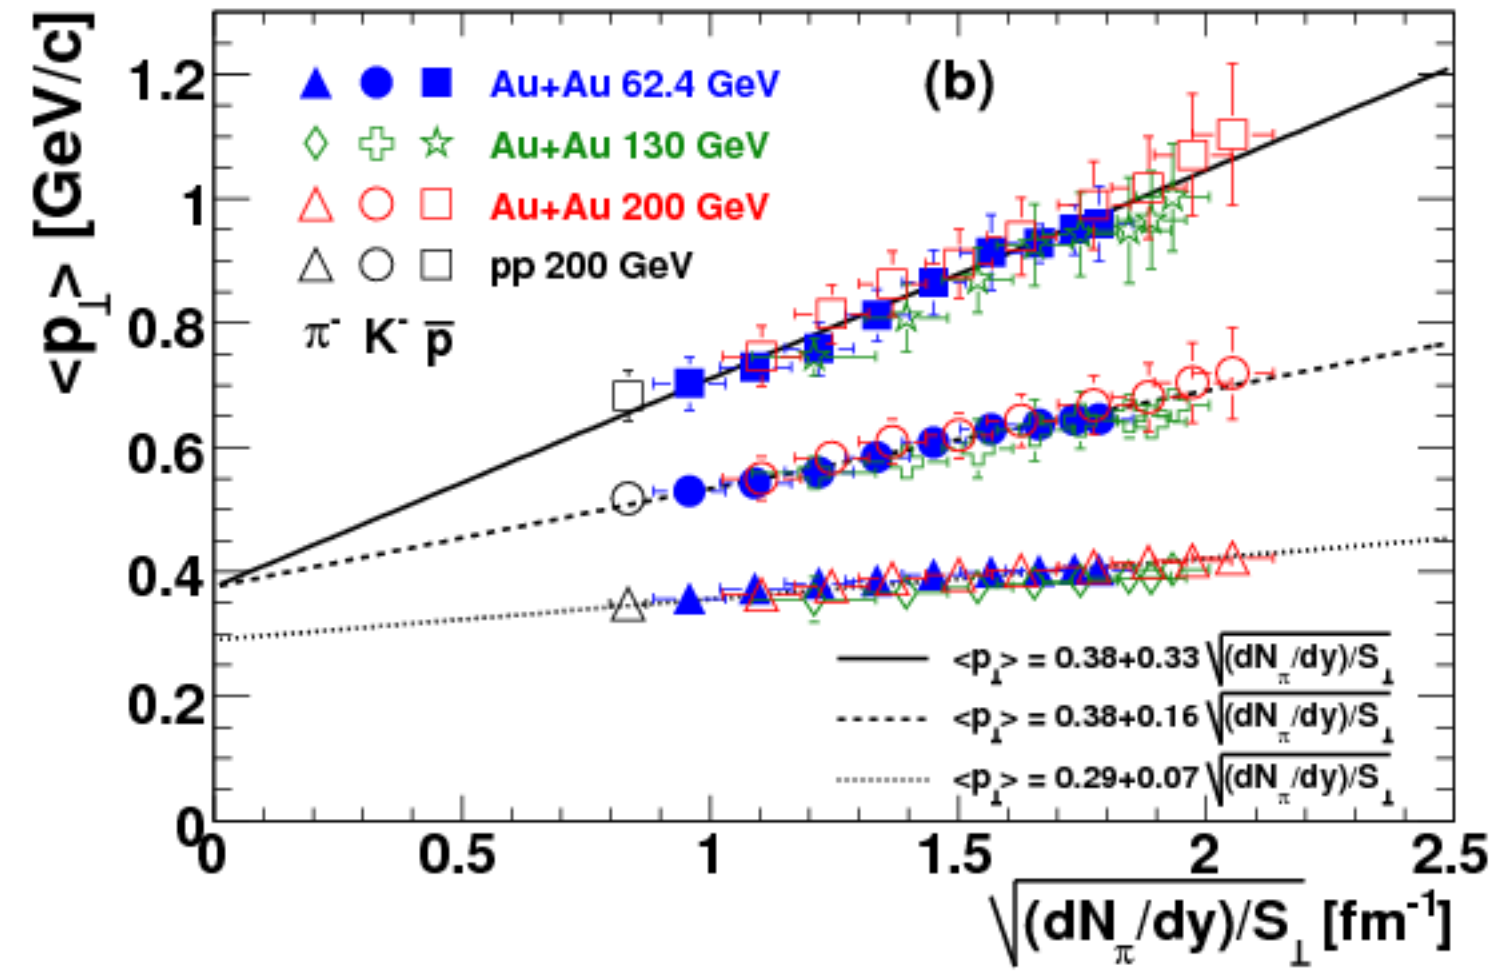 <p⊥> [GeV/c]
1.2
1
0.8
0.6
0.4
0.2
0
Au+Au 62.4 GeV
Au+Au 130 GeV
Au+Au 200 GeV
pp 200 GeV
π⁻ K⁻ p̅
(b)
<p⊥> = 0.38+0.33 √(dNπ/dy)/S⊥
<p⊥> = 0.38+0.16 √(dNπ/dy)/S⊥
<p⊥> = 0.29+0.07 √(dNπ/dy)/S⊥
0 0.5 1 1.5 2 2.5
√(dNπ/dy)/S⊥ [fm⁻¹]